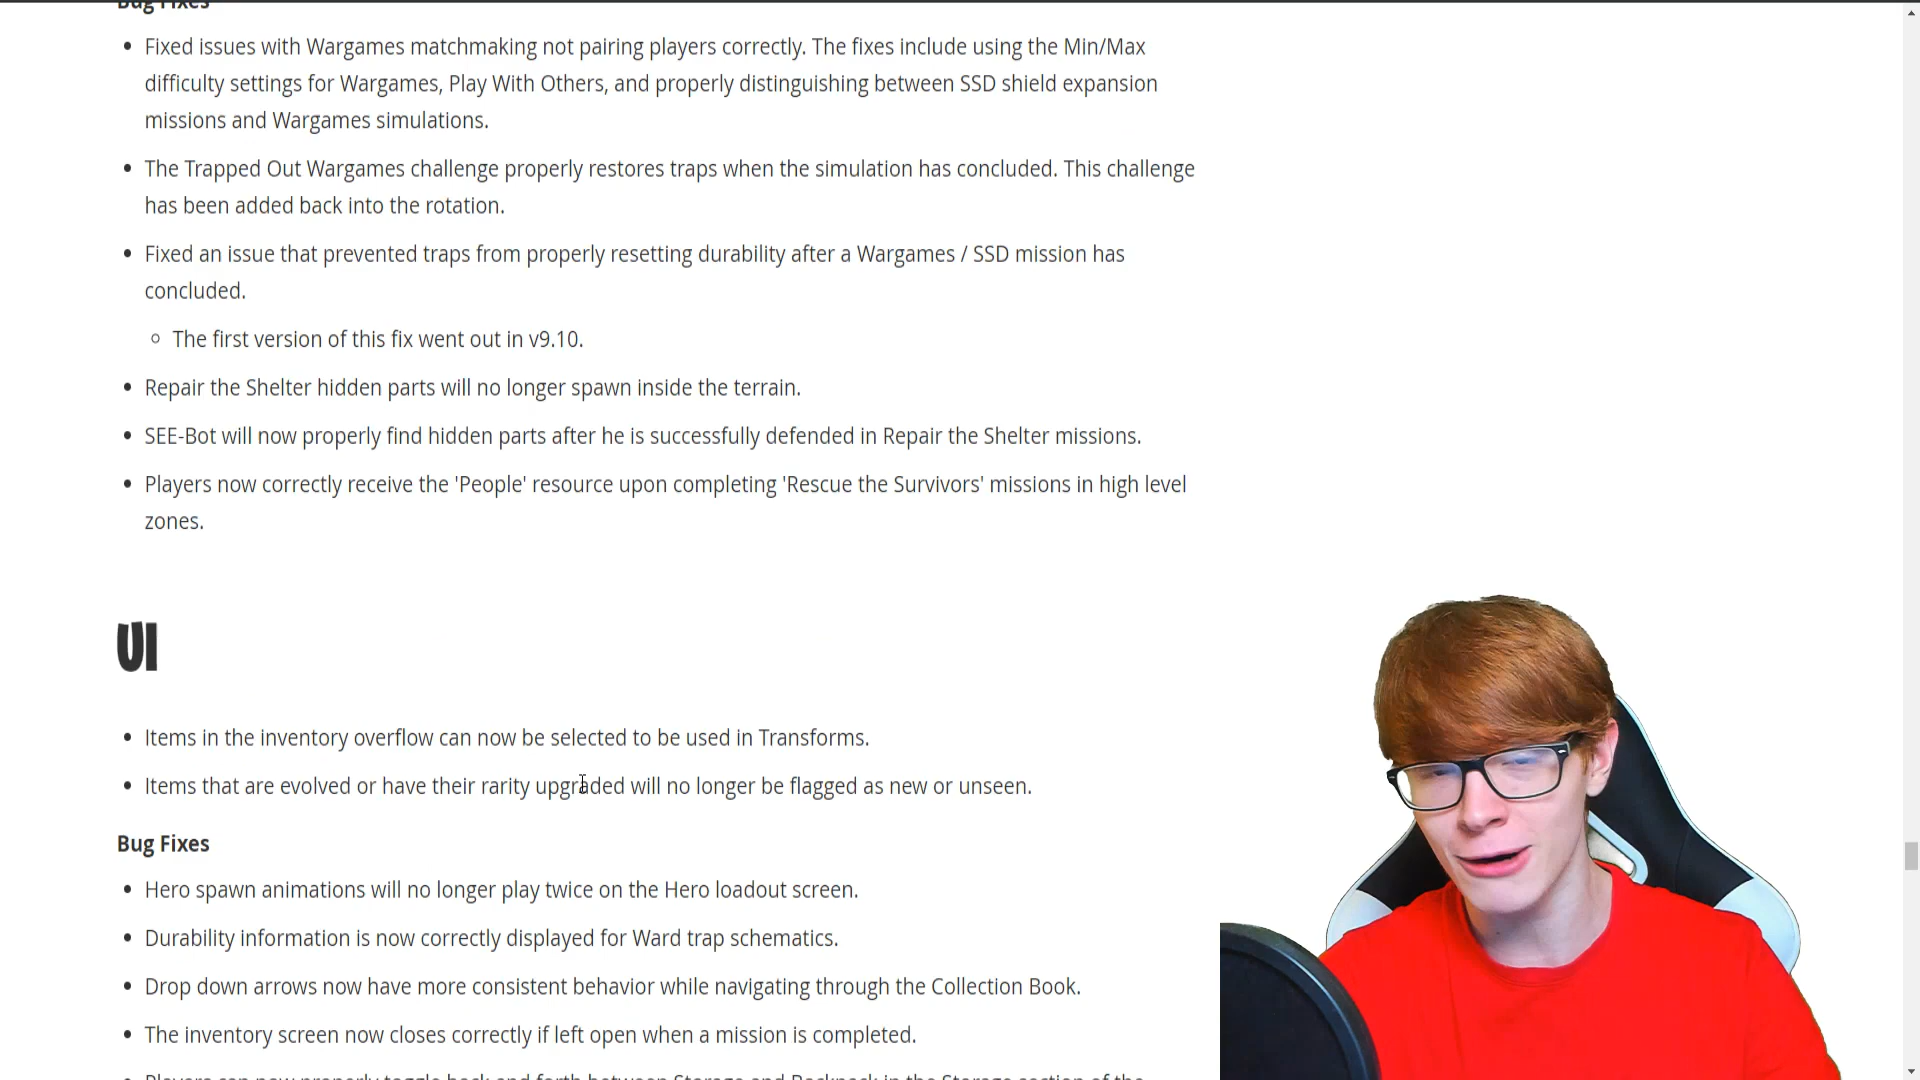 Bug Fixes
• Fixed issues with Wargames matchmaking not pairing players correctly. The fixes include using the Min/Max
difficulty settings for Wargames, Play With Others, and properly distinguishing between SSD shield expansion
missions and Wargames simulations.
• The Trapped Out Wargames challenge properly restores traps when the simulation has concluded. This challenge
has been added back into the rotation.
• Fixed an issue that prevented traps from properly resetting durability after a Wargames / SSD mission has
concluded.
○ The first version of this fix went out in v9.10.
• Repair the Shelter hidden parts will no longer spawn inside the terrain.
• SEE-Bot will now properly find hidden parts after he is successfully defended in Repair the Shelter missions.
• Players now correctly receive the 'People' resource upon completing 'Rescue the Survivors' missions in high level
zones.
UI
• Items in the inventory overflow can now be selected to be used in Transforms.
• Items that are evolved or have their rarity upgraded will no longer be flagged as new or unseen.
Bug Fixes
• Hero spawn animations will no longer play twice on the Hero loadout screen.
• Durability information is now correctly displayed for Ward trap schematics.
• Drop down arrows now have more consistent behavior while navigating through the Collection Book.
• The inventory screen now closes correctly if left open when a mission is completed.
• Players can now properly toggle back and forth between Storage and Backpack in the Storage section of the